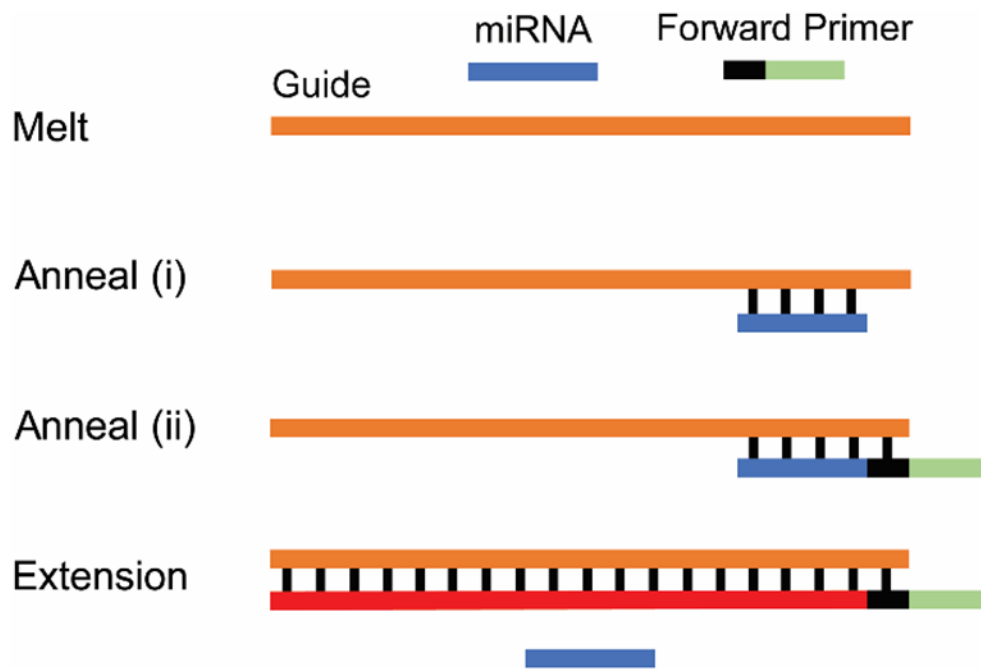 miRNA
Forward Primer
Guide
Melt
Anneal (i)
Anneal (ii)
Extension